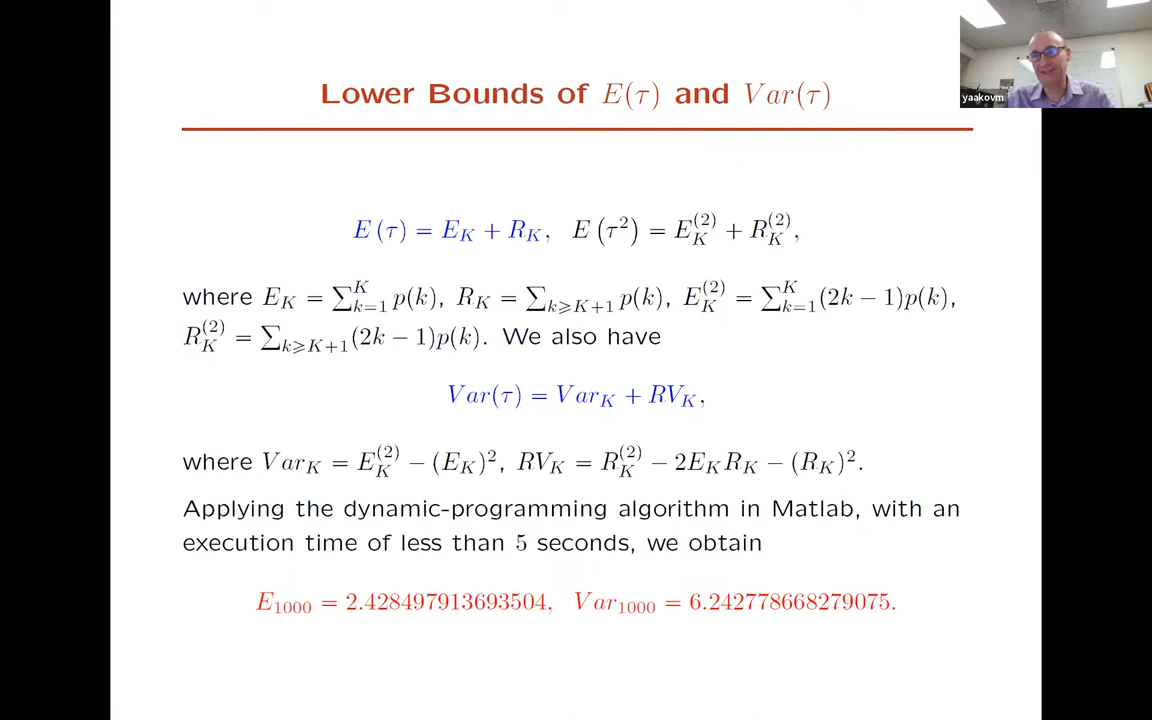 Lower Bounds of E(τ) and Var(τ)
yaakovm
E (τ) = E_K + R_K, E (τ²) = E_K^{(2)} + R_K^{(2)},
where E_K = ∑_{k=1}^{K} p(k), R_K = ∑_{k⩾K+1} p(k), E_K^{(2)} = ∑_{k=1}^{K}(2k − 1)p(k),
R_K^{(2)} = ∑_{k⩾K+1}(2k − 1)p(k). We also have
Var(τ) = Var_K + RV_K,
where Var_K = E_K^{(2)} − (E_K)², RV_K = R_K^{(2)} − 2E_K R_K − (R_K)².
Applying the dynamic-programming algorithm in Matlab, with an
execution time of less than 5 seconds, we obtain
E_{1000} = 2.428497913693504, Var_{1000} = 6.242778668279075.